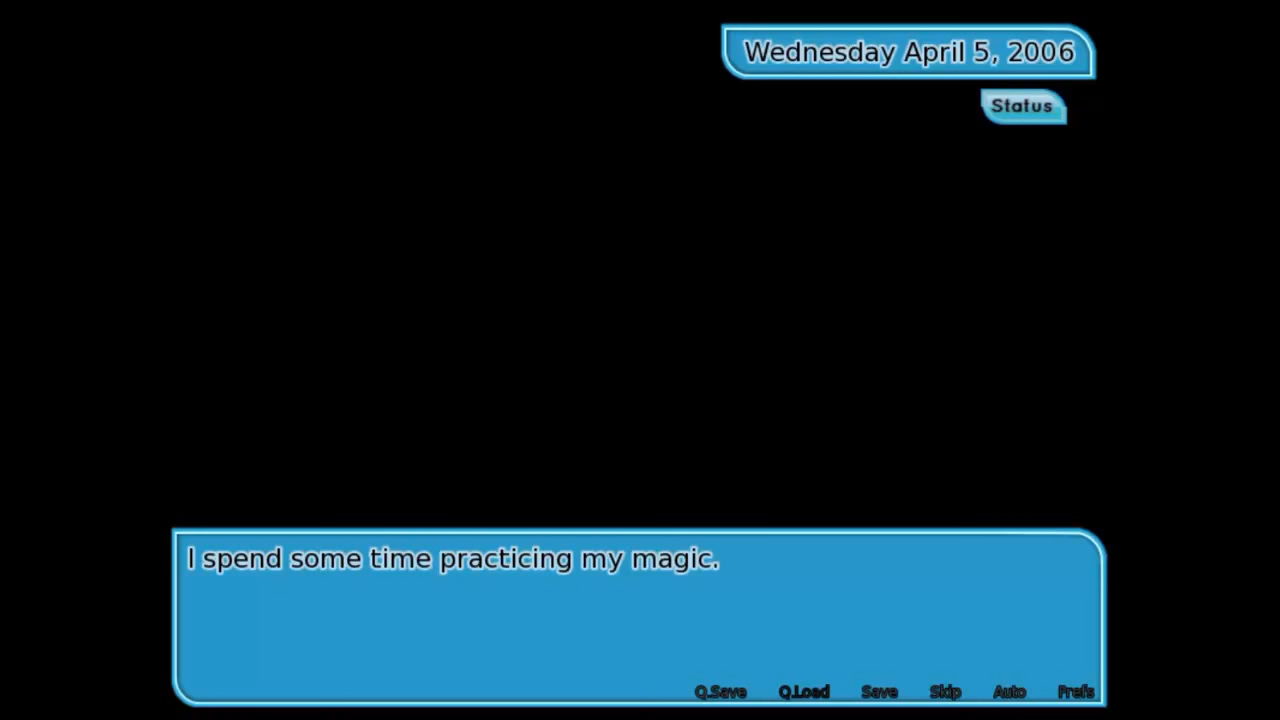 Wednesday April 5, 2006
Status
I spend some time practicing my magic.
Q.Save Q.Load Save Skip Auto Prefs